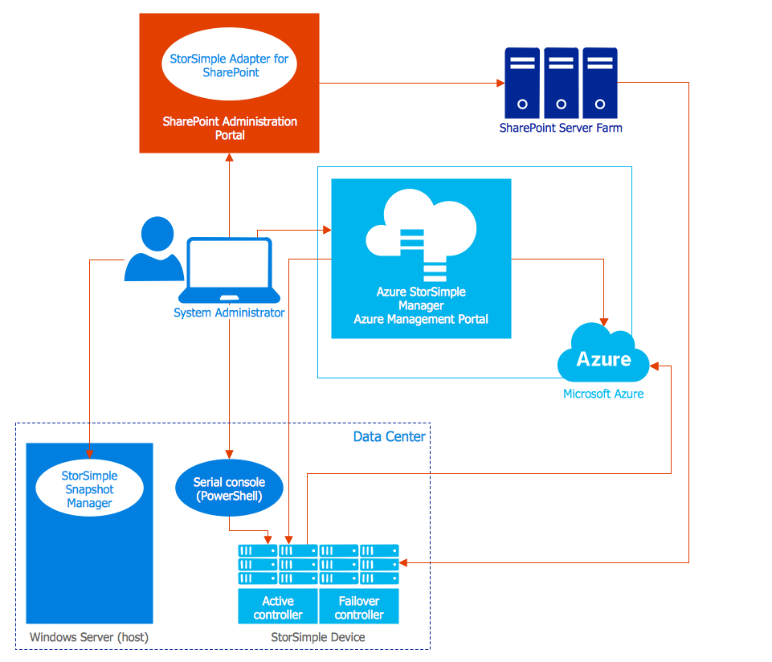 StorSimple Adapter for
SharePoint
SharePoint Administration
Portal
SharePoint Server Farm
System Administrator
Azure StorSimple
Manager
Azure Management Portal
Azure
Microsoft Azure
Data Center
StorSimple
Snapshot
Manager
Serial console
(PowerShell)
Active
controller
Failover
controller
Windows Server (host)
StorSimple Device